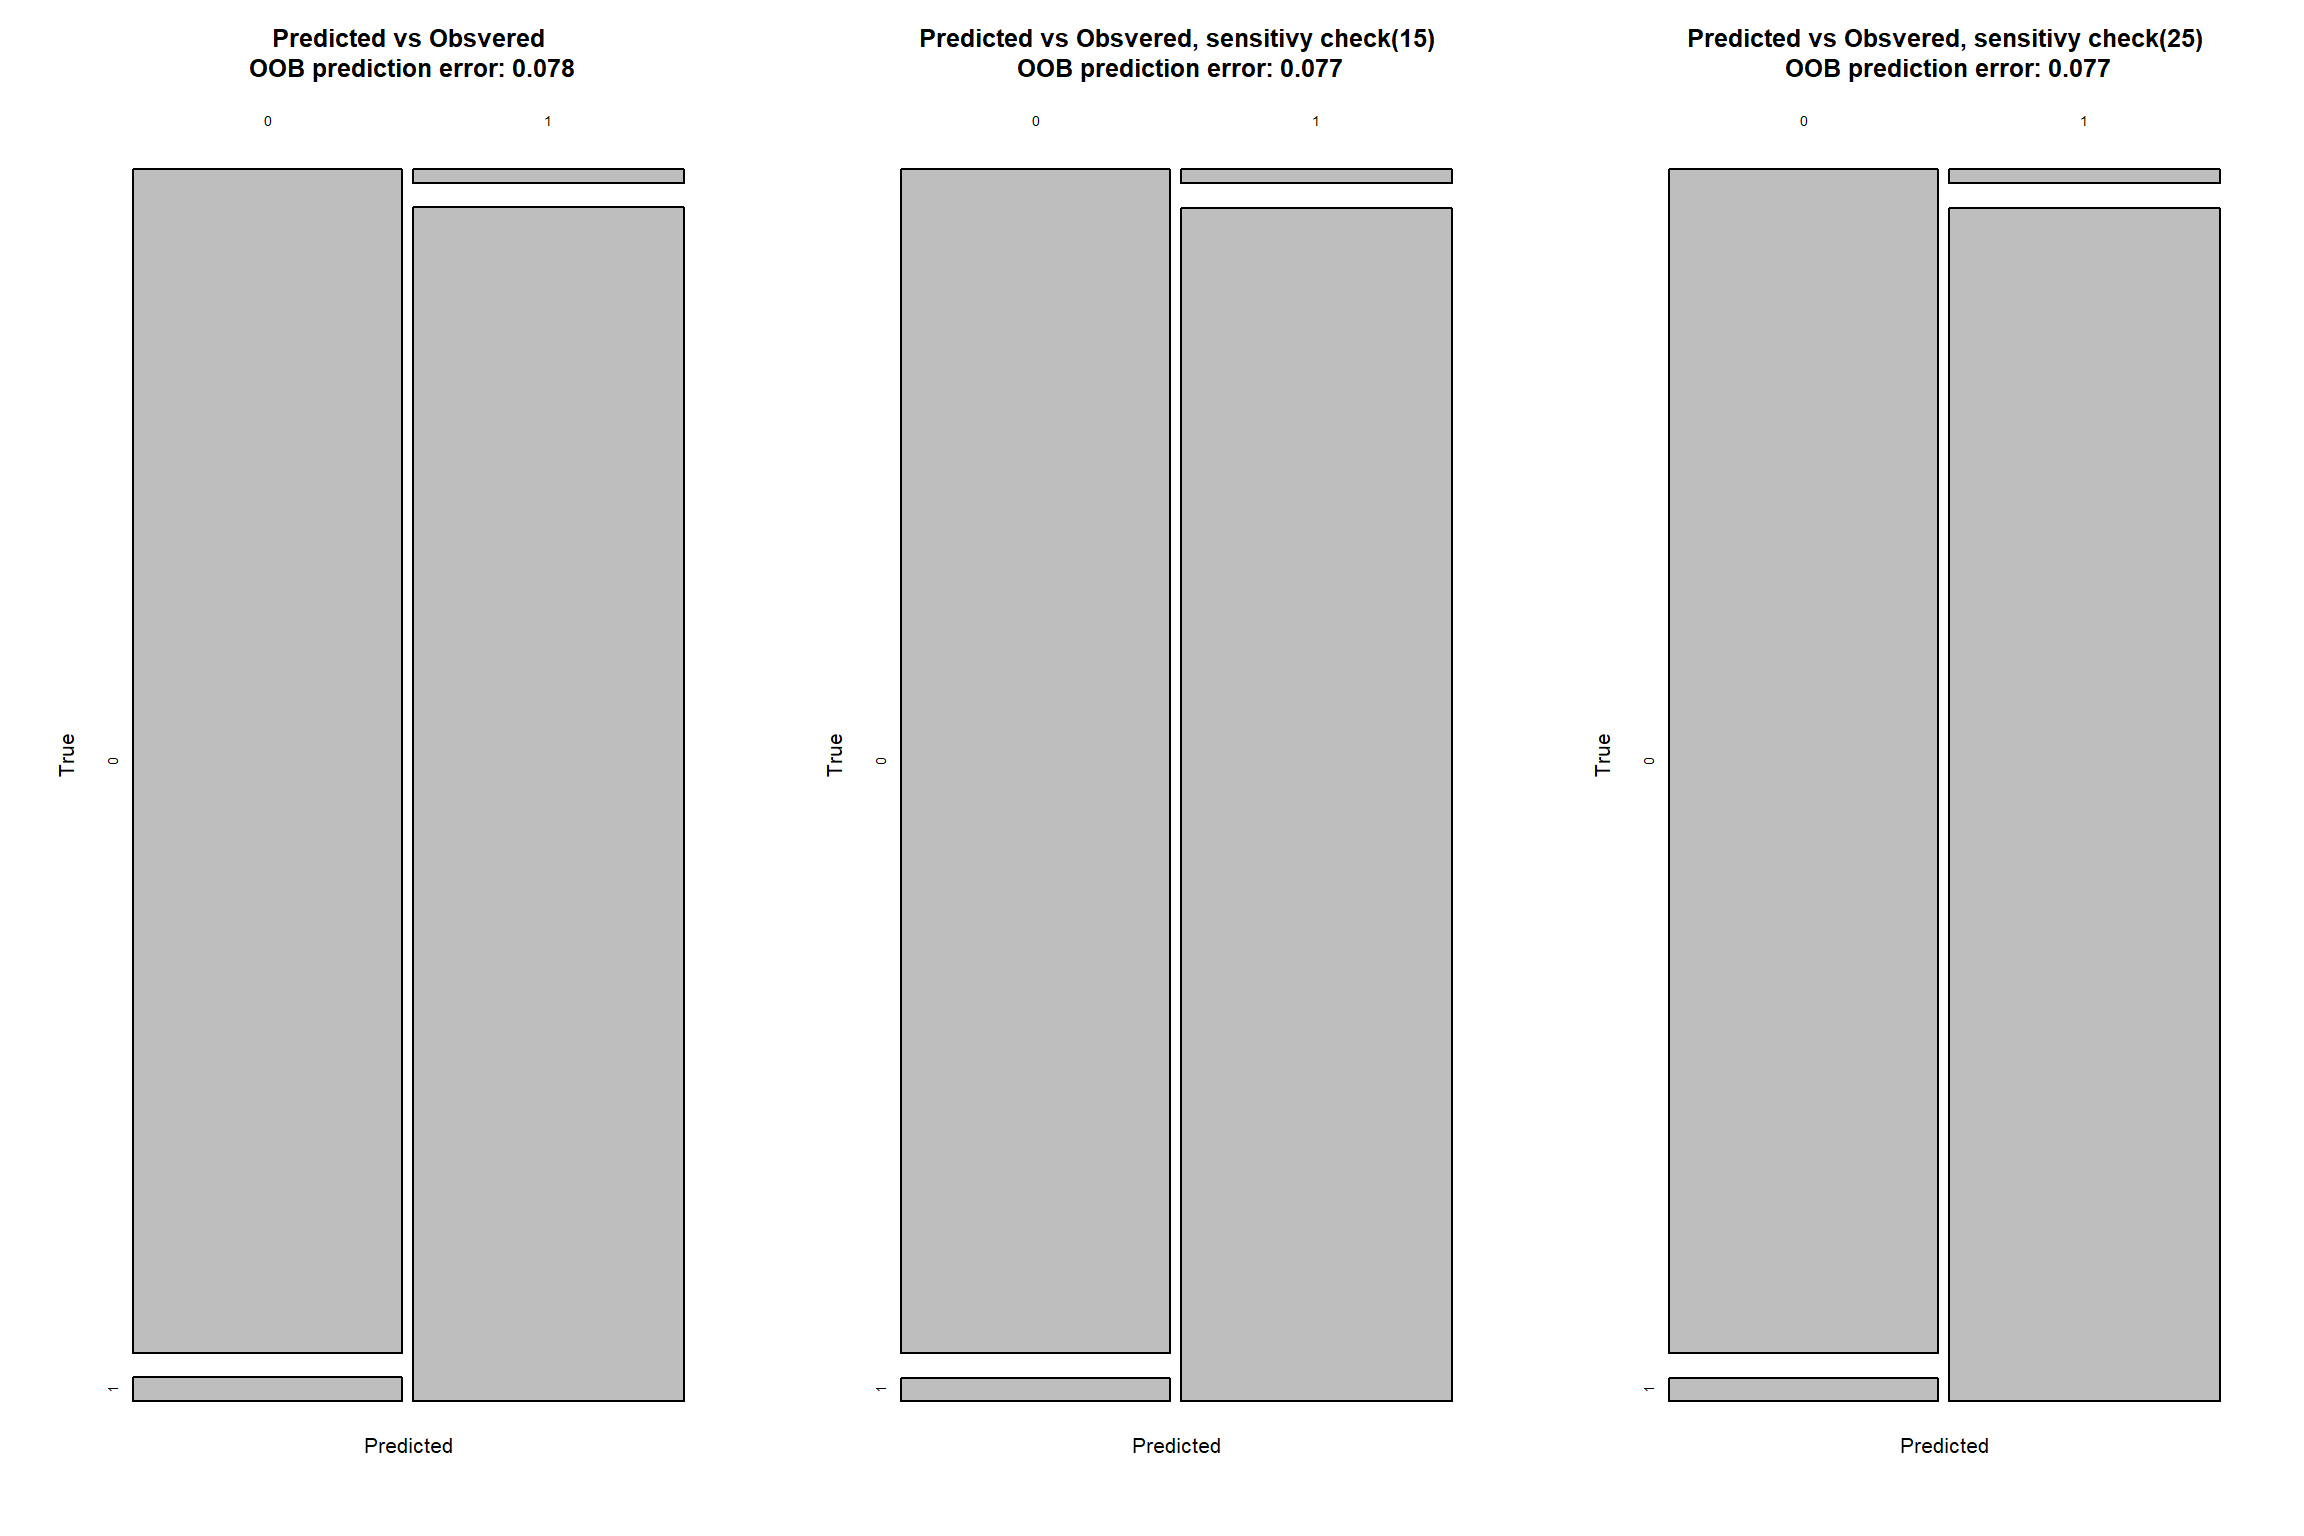 Predicted vs Obsvered
OOB prediction error: 0.078
0 1
True
0
1
Predicted
Predicted vs Obsvered, sensitivy check(15)
OOB prediction error: 0.077
0 1
True
0
1
Predicted
Predicted vs Obsvered, sensitivy check(25)
OOB prediction error: 0.077
0 1
True
0
1
Predicted